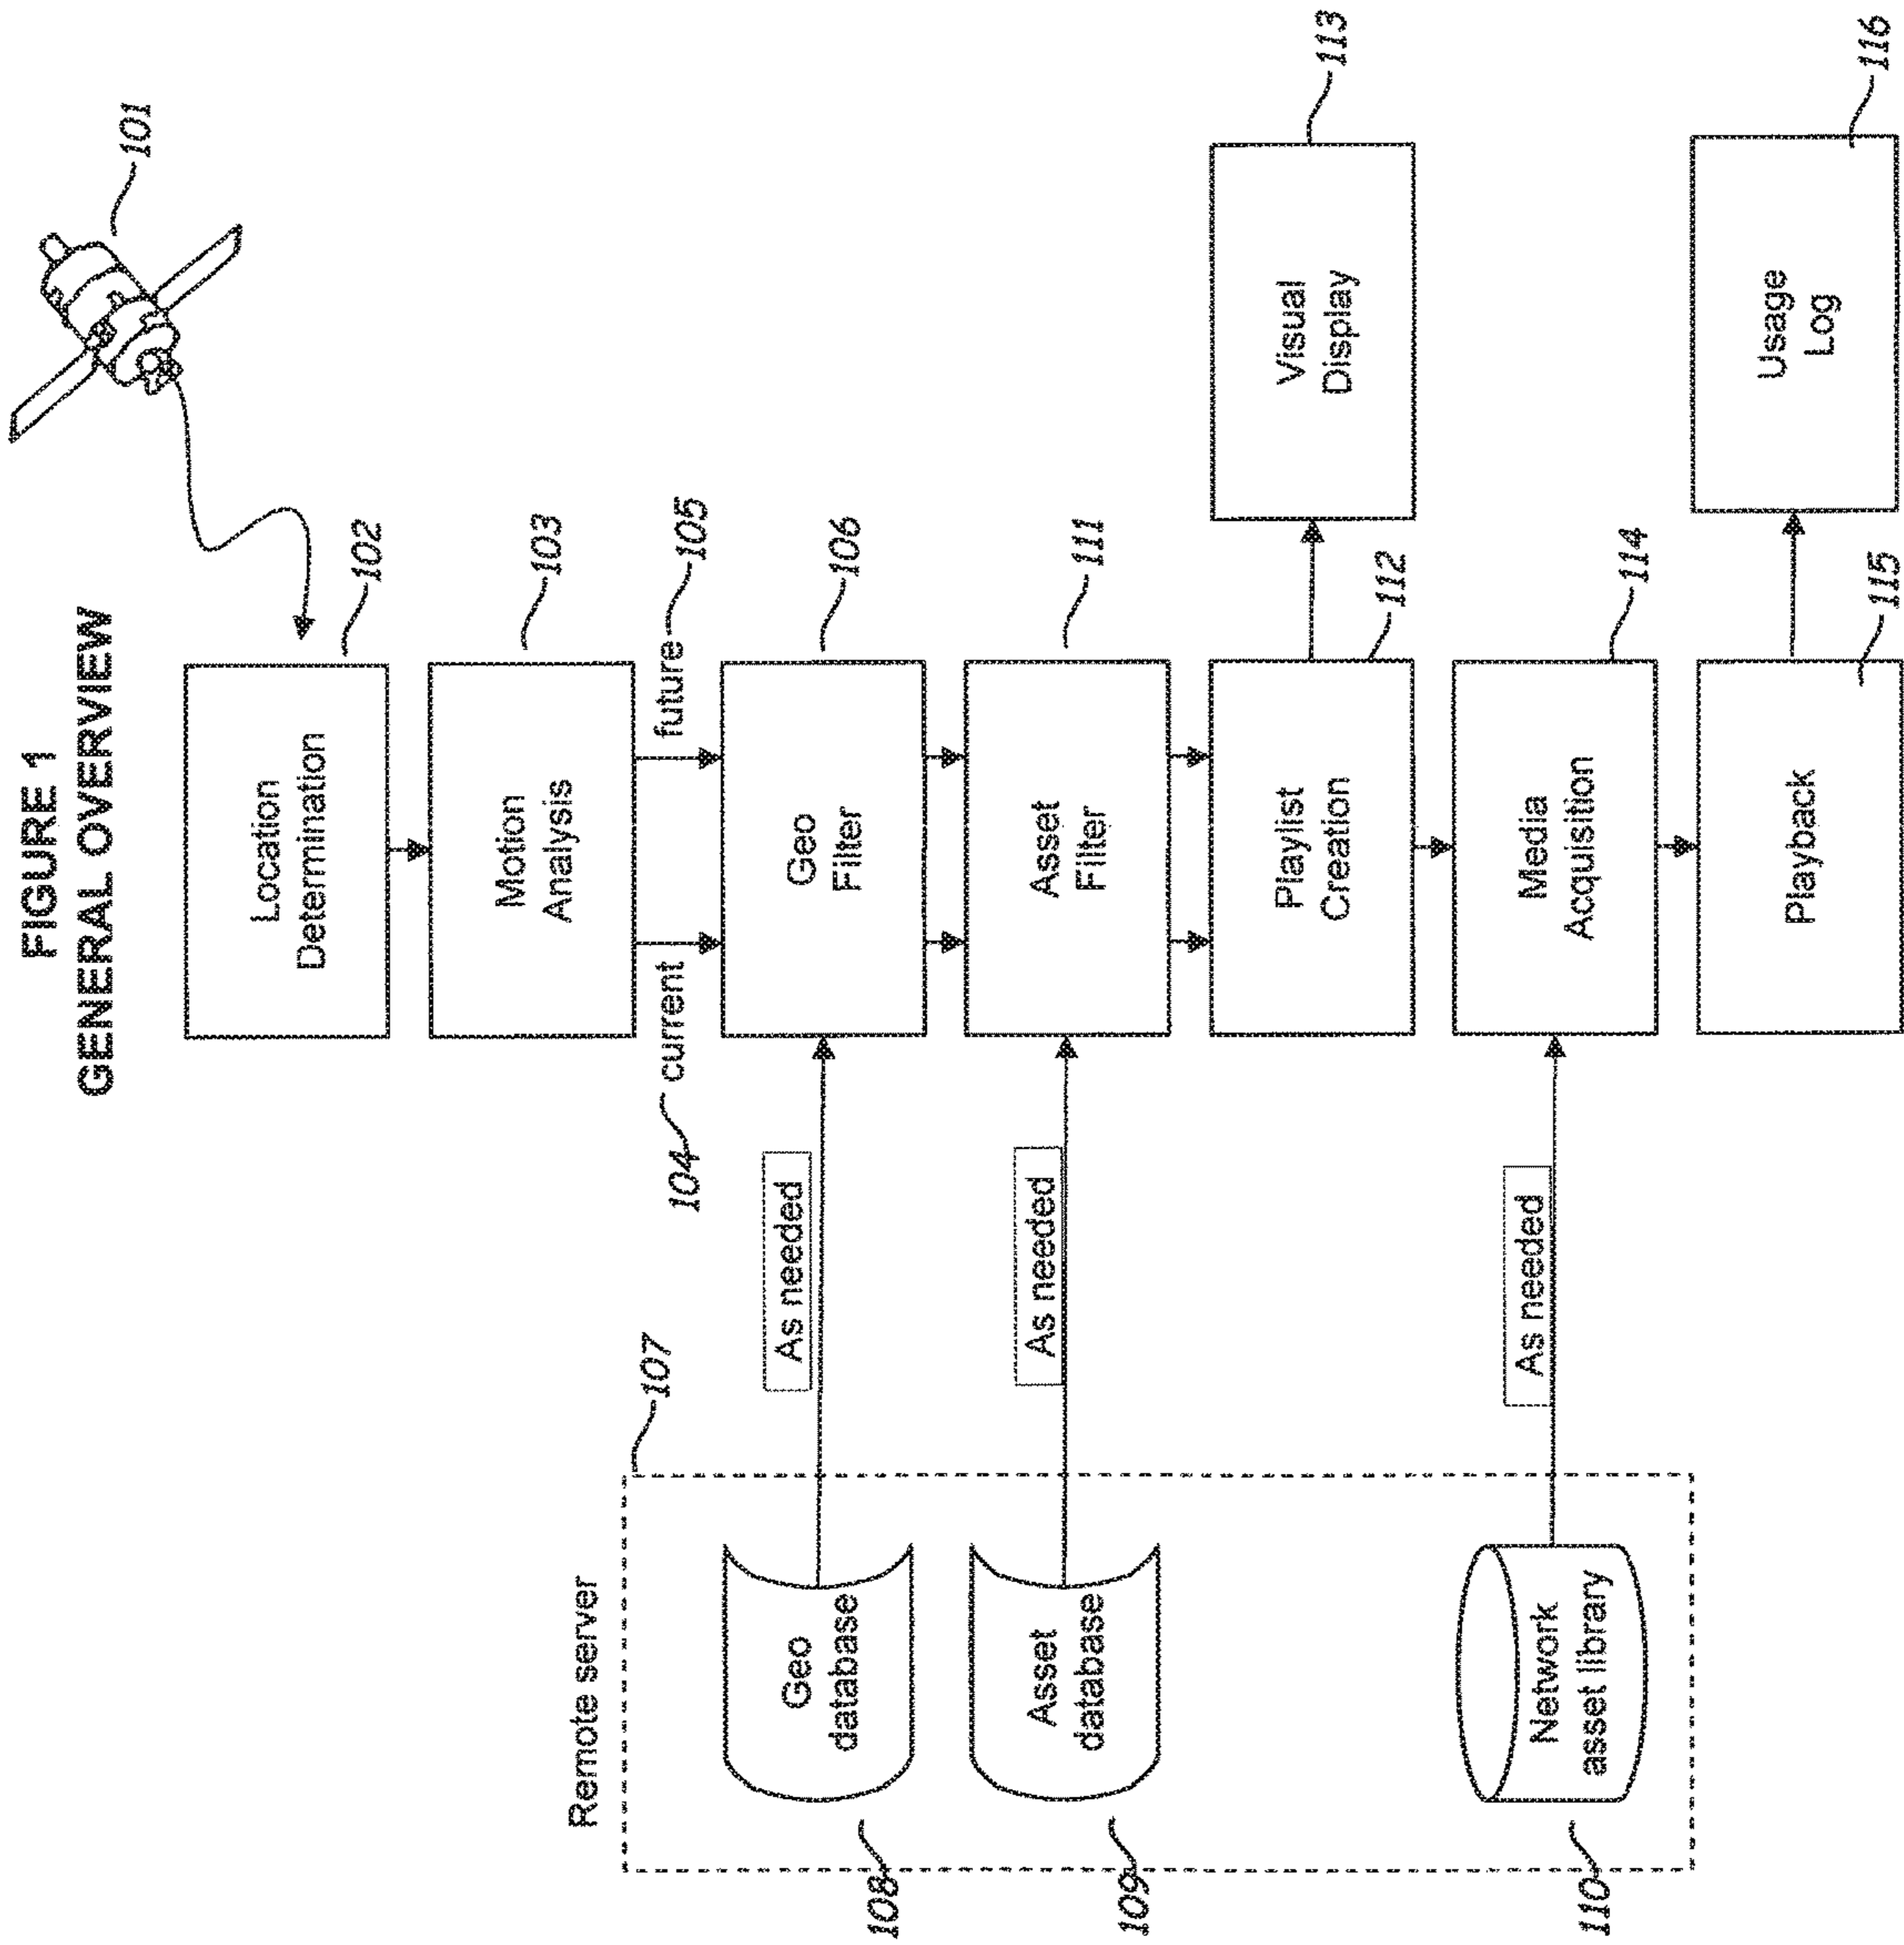 FIGURE 1
GENERAL OVERVIEW
101
Location
Determination
102
Motion
Analysis
103
104 current
future 105
Geo
Filter
106
Remote server
107
Geo
database
108
As needed
Asset
Filter
111
Asset
database
109
As needed
Playlist
Creation
112
Visual
Display
113
Media
Acquisition
114
Network
asset library
110
As needed
Playback
115
Usage
Log
116